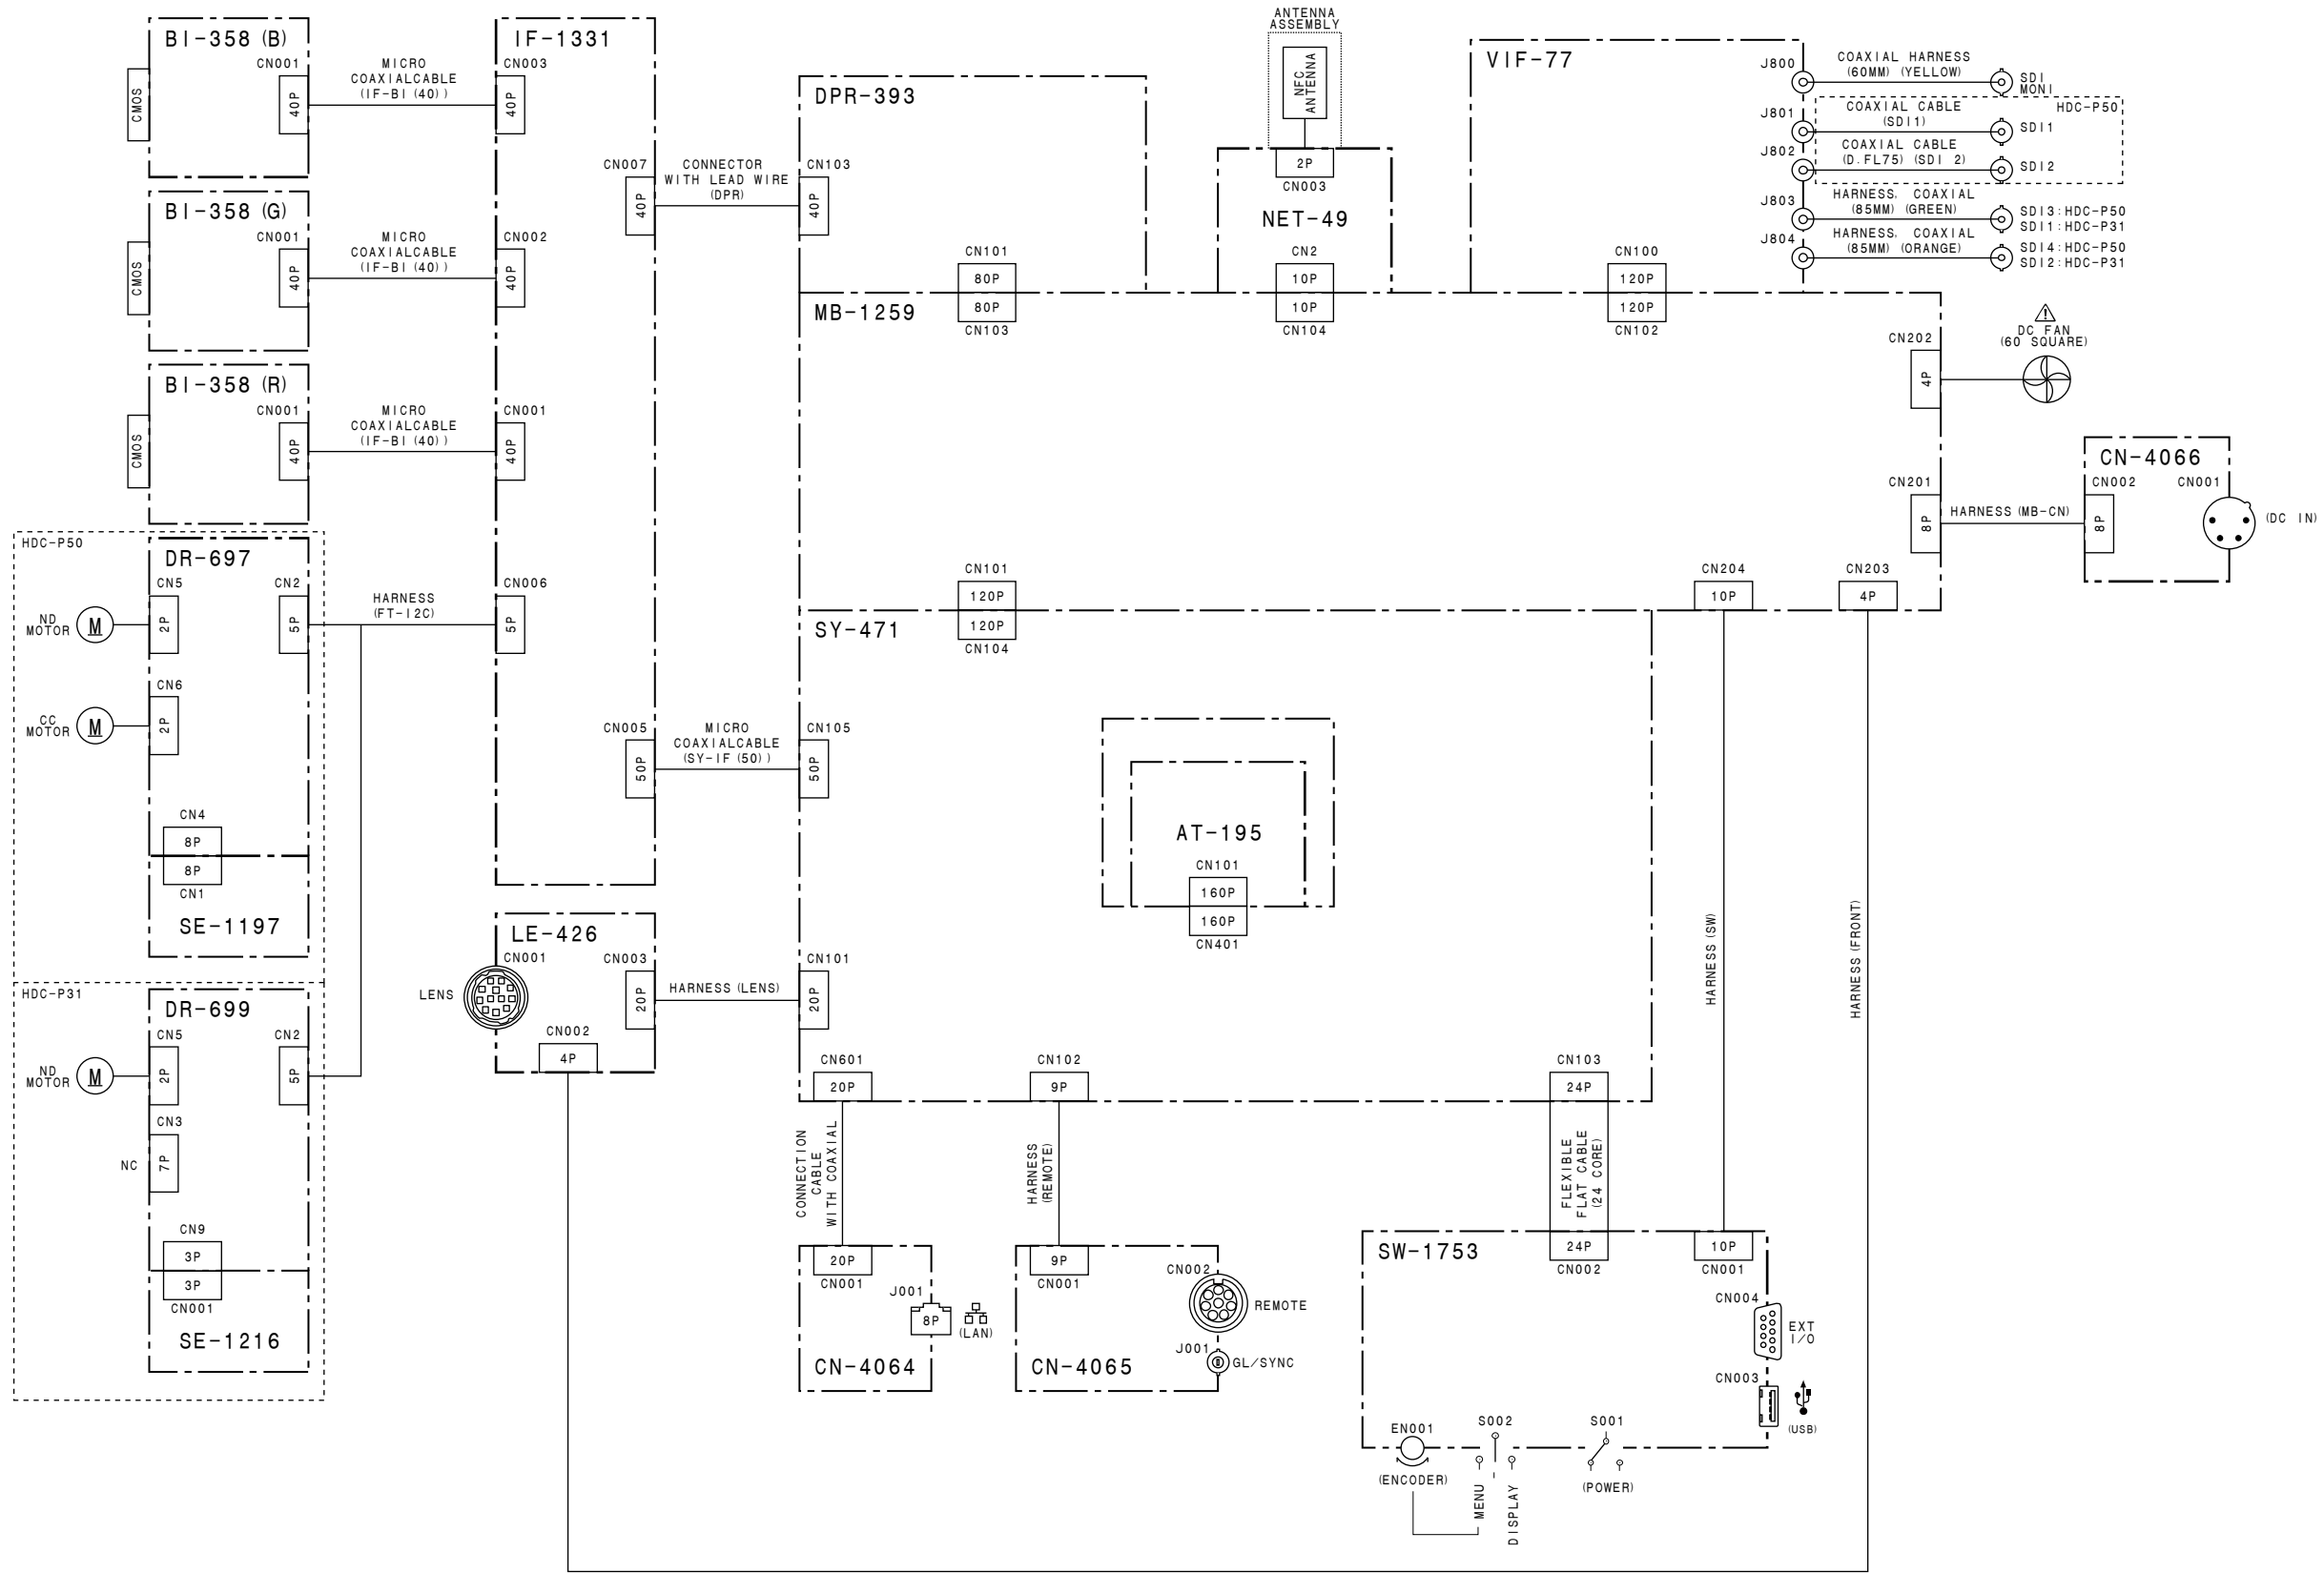 BI-358 (B)
CN001
40P
CMOS
MICRO
COAXIALCABLE
(IF-BI (40))
IF-1331
CN003
40P
BI-358 (G)
CN001
40P
CMOS
MICRO
COAXIALCABLE
(IF-BI (40))
CN002
40P
BI-358 (R)
CN001
40P
CMOS
MICRO
COAXIALCABLE
(IF-BI (40))
CN001
40P
CN007
40P
CONNECTOR
WITH LEAD WIRE
(DPR)
CN103
40P
DPR-393
CN101
80P
80P
CN103
MB-1259
ANTENNA
ASSEMBLY
NFC
ANTENNA
2P
CN003
NET-49
CN2
10P
10P
CN104
VIF-77
CN100
120P
120P
CN102
J800
COAXIAL HARNESS
(60MM) (YELLOW)
SDI
MONI
HDC-P50
J801
COAXIAL CABLE
(SDI1)
SDI1
J802
COAXIAL CABLE
(D.FL75) (SDI 2)
SDI2
J803
HARNESS, COAXIAL
(85MM) (GREEN)
SDI3:HDC-P50
SDI1:HDC-P31
J804
HARNESS, COAXIAL
(85MM) (ORANGE)
SDI4:HDC-P50
SDI2:HDC-P31
CN202
4P
DC FAN
(60 SQUARE)
CN201
8P
HARNESS (MB-CN)
CN-4066
CN002
8P
CN001
(DC IN)
CN204
10P
CN203
4P
HDC-P50
DR-697
CN5
2P
ND
MOTOR
M
CN2
5P
HARNESS
(FT-I2C)
CN006
5P
CN6
2P
CC
MOTOR
M
CN4
8P
8P
CN1
SE-1197
HDC-P31
DR-699
CN5
2P
ND
MOTOR
M
CN2
5P
CN3
7P
NC
CN9
3P
3P
CN001
SE-1216
CN005
50P
MICRO
COAXIALCABLE
(SY-IF (50))
CN105
50P
CN101
120P
120P
CN104
SY-471
AT-195
CN101
160P
160P
CN401
LE-426
CN001
LENS
CN003
20P
CN002
4P
HARNESS (LENS)
CN101
20P
CN601
20P
CN102
9P
CN103
24P
CONNECTION
CABLE
WITH COAXIAL
HARNESS
(REMOTE)
FLEXIBLE
FLAT CABLE
(24 CORE)
HARNESS (SW)
HARNESS (FRONT)
20P
CN001
J001
8P
(LAN)
CN-4064
9P
CN001
CN002
REMOTE
J001
GL/SYNC
CN-4065
SW-1753
24P
CN002
10P
CN001
CN004
EXT
I/O
CN003
(USB)
EN001
(ENCODER)
S002
MENU
DISPLAY
S001
(POWER)